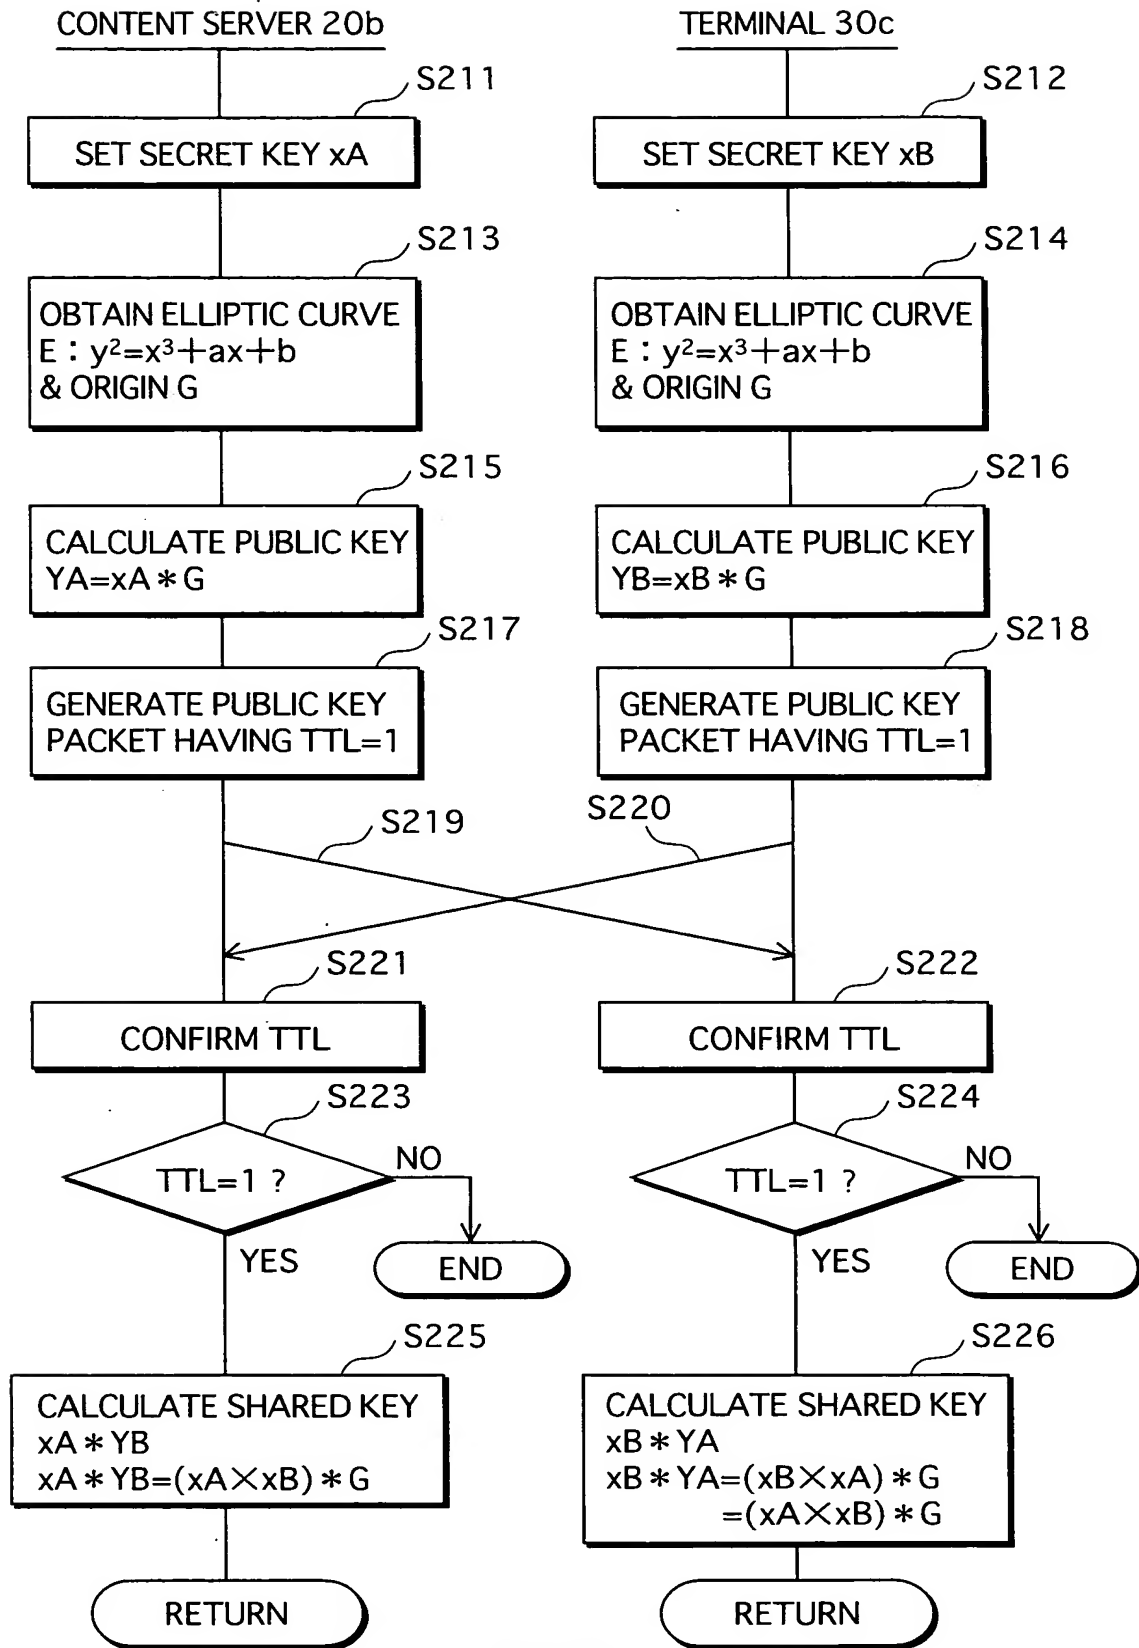 CONTENT SERVER 20b
TERMINAL 30c
S211
S212
SET SECRET KEY xA
SET SECRET KEY xB
S213
S214
OBTAIN ELLIPTIC CURVE
E : y²=x³+ax+b
& ORIGIN G
OBTAIN ELLIPTIC CURVE
E : y²=x³+ax+b
& ORIGIN G
S215
S216
CALCULATE PUBLIC KEY
YA=xA*G
CALCULATE PUBLIC KEY
YB=xB*G
S217
S218
GENERATE PUBLIC KEY
PACKET HAVING TTL=1
GENERATE PUBLIC KEY
PACKET HAVING TTL=1
S219
S220
S221
S222
CONFIRM TTL
CONFIRM TTL
S223
S224
TTL=1 ?
NO
TTL=1 ?
NO
YES
END
YES
END
S225
S226
CALCULATE SHARED KEY
xA*YB
xA*YB=(xA×xB)*G
CALCULATE SHARED KEY
xB*YA
xB*YA=(xB×xA)*G
=(xA×xB)*G
RETURN
RETURN